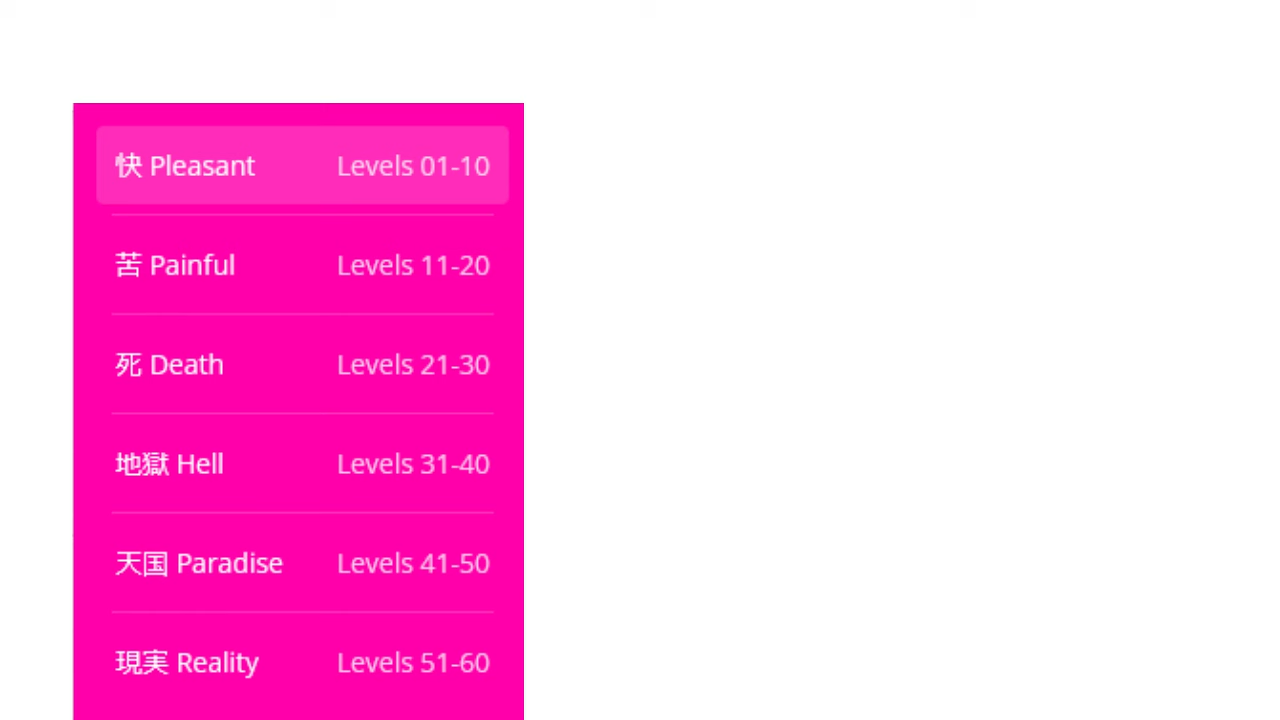 快 Pleasant Levels 01-10
苦 Painful Levels 11-20
死 Death Levels 21-30
地獄 Hell Levels 31-40
天国 Paradise Levels 41-50
現実 Reality Levels 51-60